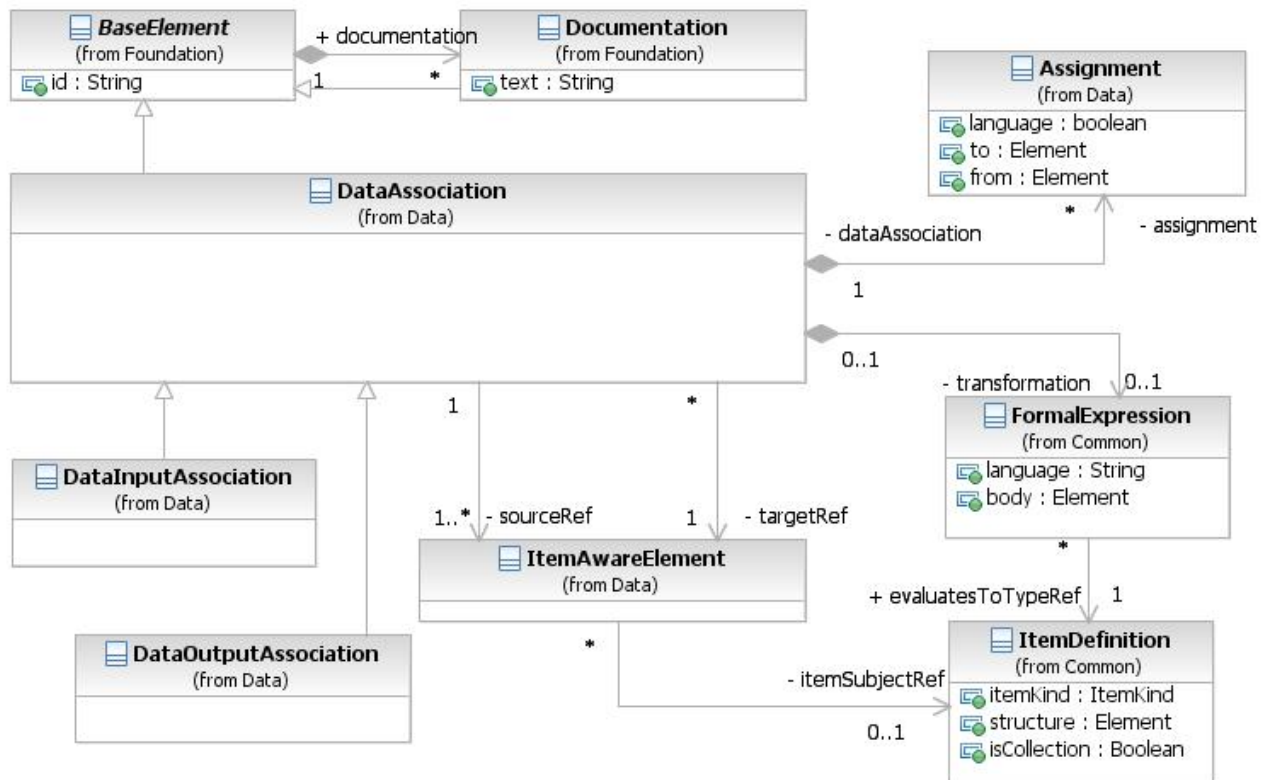 BaseElement
(from Foundation)
id : String
+ documentation
1
*
Documentation
(from Foundation)
text : String
Assignment
(from Data)
language : boolean
to : Element
from : Element
DataAssociation
(from Data)
- dataAssociation
1
*
- assignment
0..1
- transformation
0..1
FormalExpression
(from Common)
language : String
body : Element
1
*
DataInputAssociation
(from Data)
1..*
- sourceRef
1
- targetRef
ItemAwareElement
(from Data)
*
+ evaluatesToTypeRef
1
DataOutputAssociation
(from Data)
*
- itemSubjectRef
0..1
ItemDefinition
(from Common)
itemKind : ItemKind
structure : Element
isCollection : Boolean